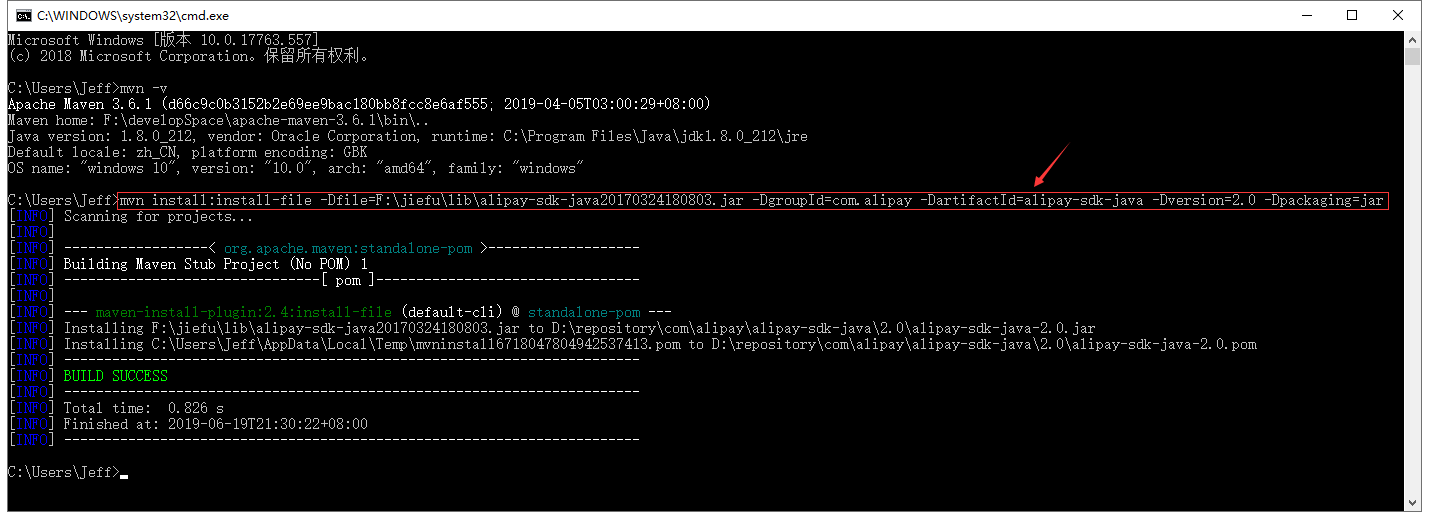 C:\WINDOWS\system32\cmd.exe
Microsoft Windows [版本 10.0.17763.557]
(c) 2018 Microsoft Corporation。保留所有权利。
C:\Users\Jeff>mvn -v
Apache Maven 3.6.1 (d66c9c0b3152b2e69ee9bac180bb8fcc8e6af555; 2019-04-05T03:00:29+08:00)
Maven home: F:\developSpace\apache-maven-3.6.1\bin\..
Java version: 1.8.0_212, vendor: Oracle Corporation, runtime: C:\Program Files\Java\jdk1.8.0_212\jre
Default locale: zh_CN, platform encoding: GBK
OS name: "windows 10", version: "10.0", arch: "amd64", family: "windows"
C:\Users\Jeff>mvn install:install-file -Dfile=F:\jiefu\lib\alipay-sdk-java20170324180803.jar -DgroupId=com.alipay -DartifactId=alipay-sdk-java -Dversion=2.0 -Dpackaging=jar
[INFO] Scanning for projects...
[INFO]
[INFO] ------------------< org.apache.maven:standalone-pom >-------------------
[INFO] Building Maven Stub Project (No POM) 1
[INFO] --------------------------------[ pom ]---------------------------------
[INFO]
[INFO] --- maven-install-plugin:2.4:install-file (default-cli) @ standalone-pom ---
[INFO] Installing F:\jiefu\lib\alipay-sdk-java20170324180803.jar to D:\repository\com\alipay\alipay-sdk-java\2.0\alipay-sdk-java-2.0.jar
[INFO] Installing C:\Users\Jeff\AppData\Local\Temp\mvninstall6718047804942537413.pom to D:\repository\com\alipay\alipay-sdk-java\2.0\alipay-sdk-java-2.0.pom
[INFO] ------------------------------------------------------------------------
[INFO] BUILD SUCCESS
[INFO] ------------------------------------------------------------------------
[INFO] Total time:  0.826 s
[INFO] Finished at: 2019-06-19T21:30:22+08:00
[INFO] ------------------------------------------------------------------------
C:\Users\Jeff>